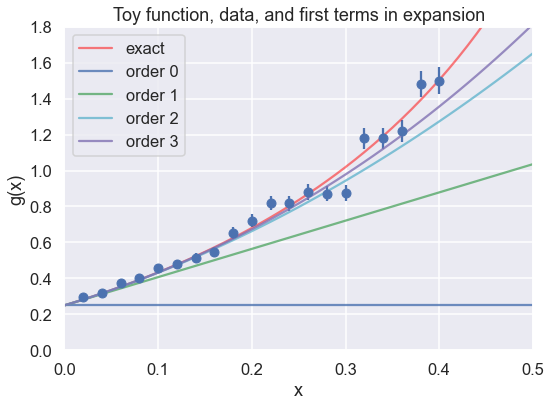 Toy function, data, and first terms in expansion
exact
order 0
order 1
order 2
order 3
g(x)
1.8
1.6
1.4
1.2
1.0
0.8
0.6
0.4
0.2
0.0
0.0 0.1 0.2 0.3 0.4 0.5
x